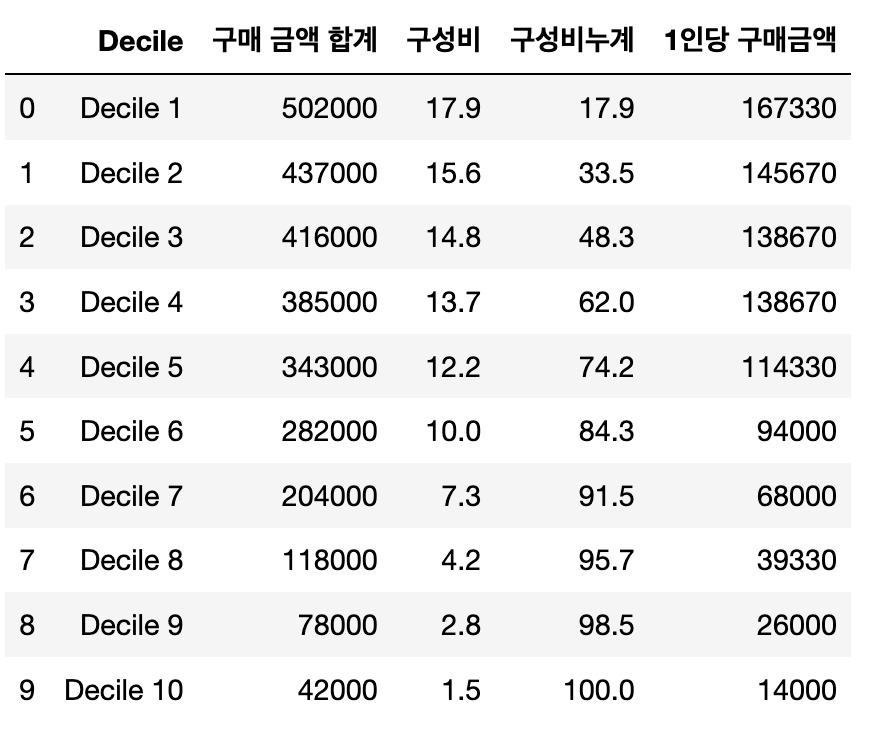 Decile 구매 금액 합계 구성비 구성비누계 1인당 구매금액
0 Decile 1 502000 17.9 17.9 167330
1 Decile 2 437000 15.6 33.5 145670
2 Decile 3 416000 14.8 48.3 138670
3 Decile 4 385000 13.7 62.0 138670
4 Decile 5 343000 12.2 74.2 114330
5 Decile 6 282000 10.0 84.3 94000
6 Decile 7 204000 7.3 91.5 68000
7 Decile 8 118000 4.2 95.7 39330
8 Decile 9 78000 2.8 98.5 26000
9 Decile 10 42000 1.5 100.0 14000